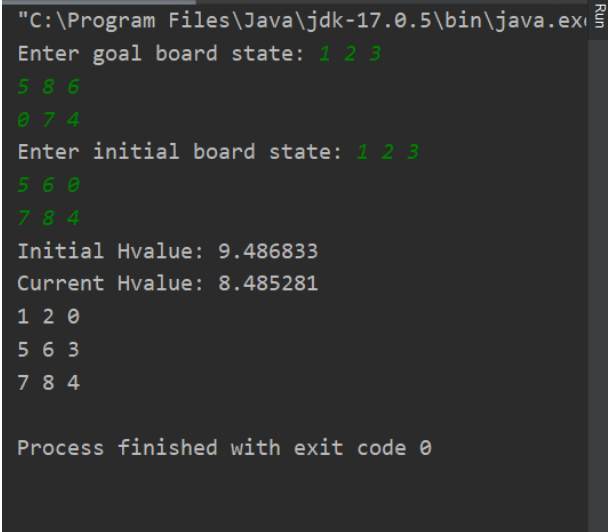 "C:\Program Files\Java\jdk-17.0.5\bin\java.exe
Run
Enter goal board state: 1 2 3
5 8 6
0 7 4
Enter initial board state: 1 2 3
5 6 0
7 8 4
Initial Hvalue: 9.486833
Current Hvalue: 8.485281
1 2 0
5 6 3
7 8 4
Process finished with exit code 0